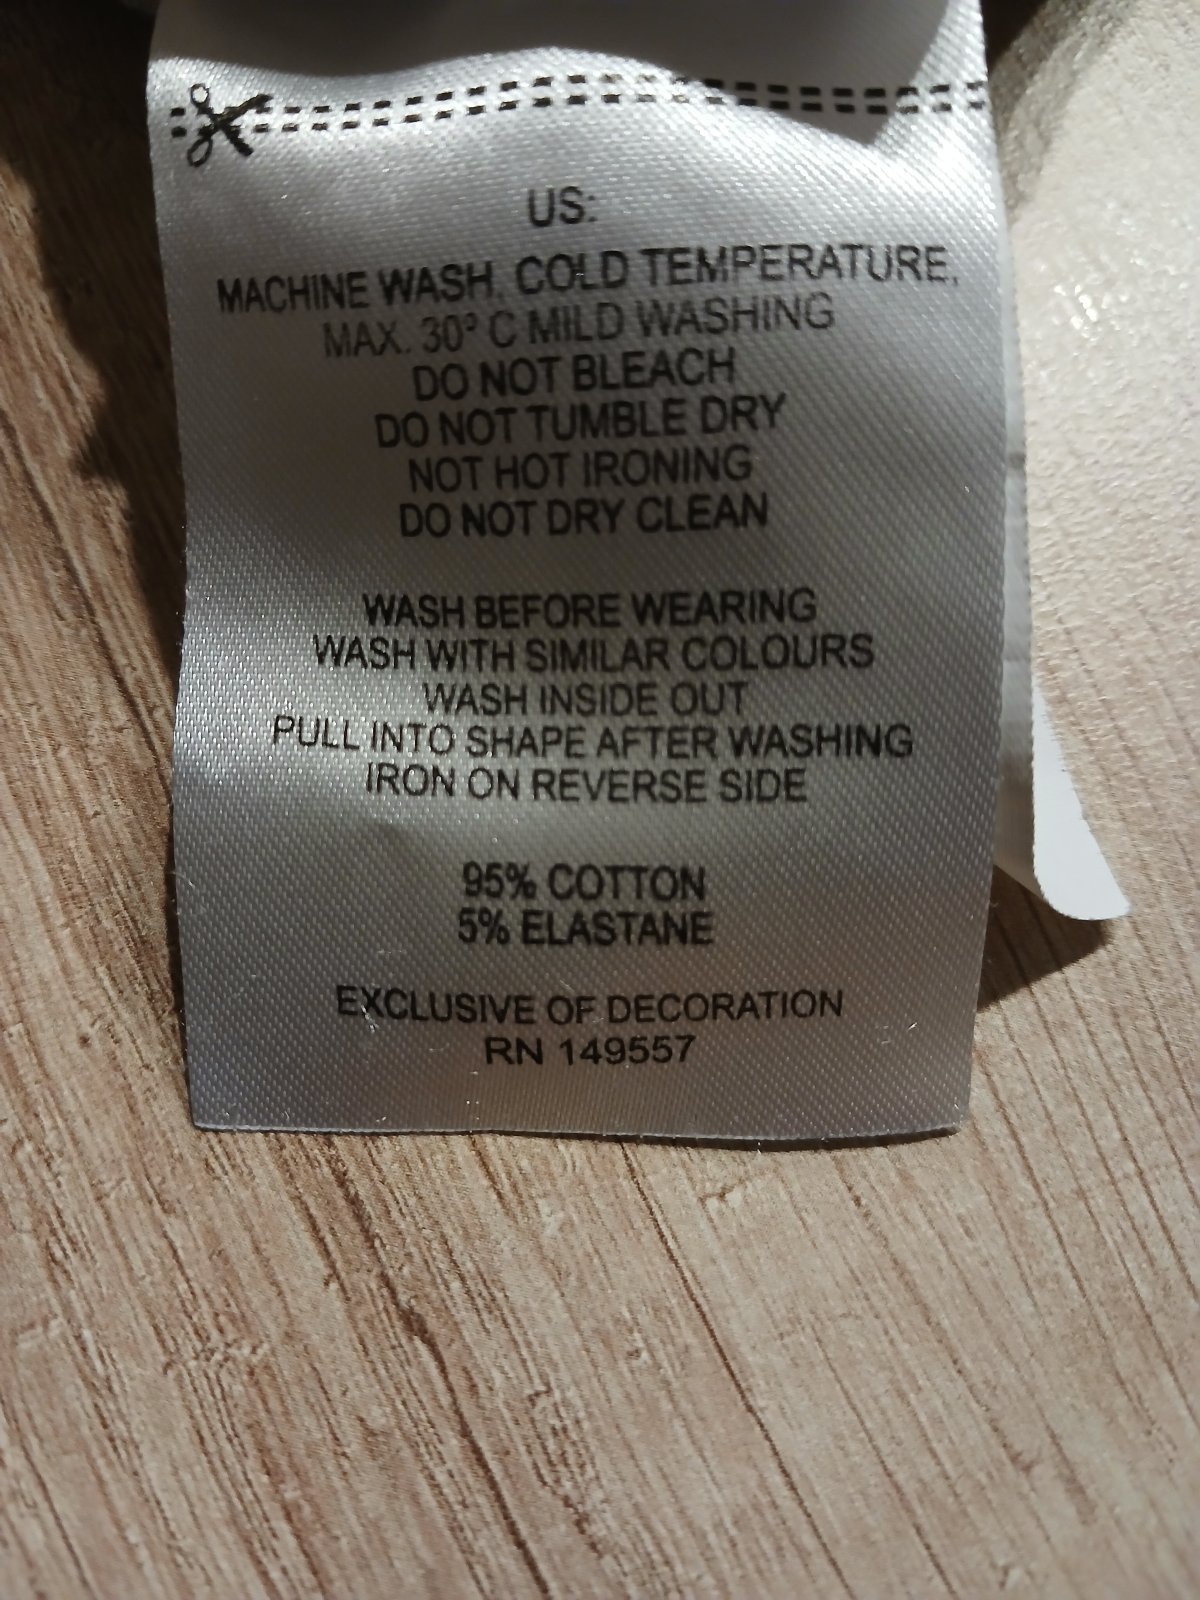 US:
MACHINE WASH, COLD TEMPERATURE,
MAX. 30º C MILD WASHING
DO NOT BLEACH
DO NOT TUMBLE DRY
NOT HOT IRONING
DO NOT DRY CLEAN
WASH BEFORE WEARING
WASH WITH SIMILAR COLOURS
WASH INSIDE OUT
PULL INTO SHAPE AFTER WASHING
IRON ON REVERSE SIDE
95% COTTON
5% ELASTANE
EXCLUSIVE OF DECORATION
RN 149557